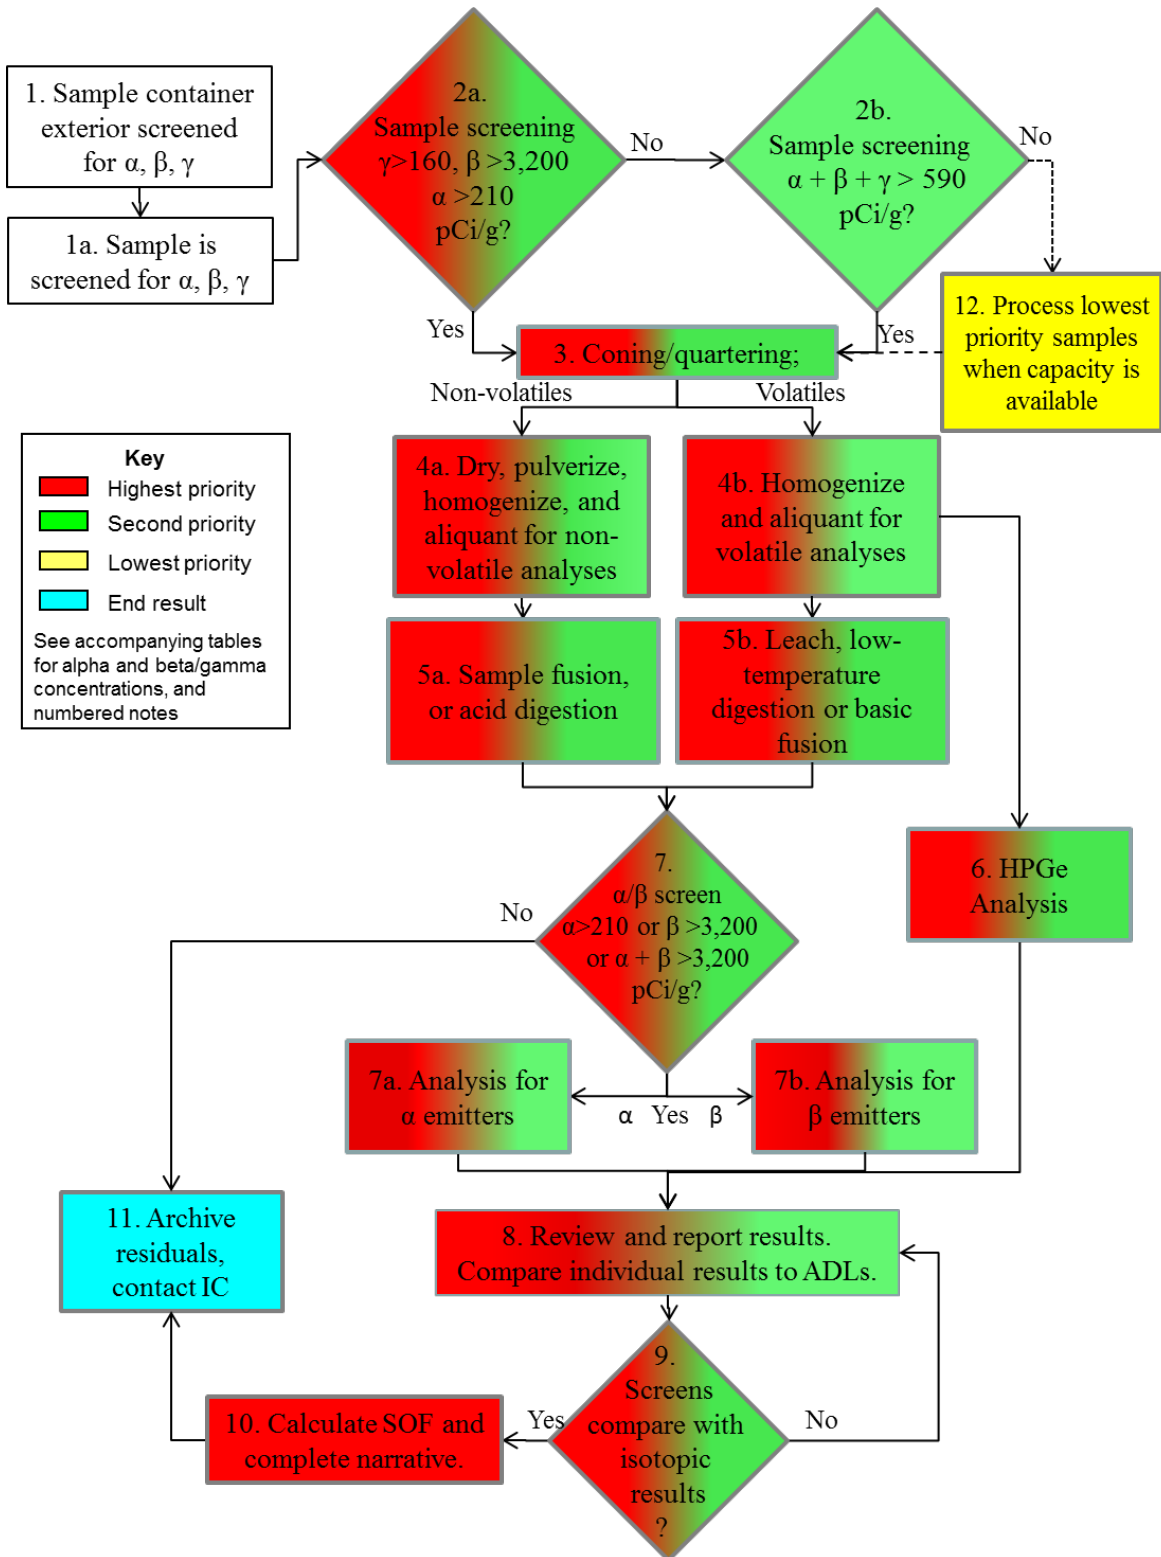 1. Sample container
exterior screened
for α, β, γ
1a. Sample is
screened for α, β, γ
2a.
Sample screening
γ>160, β >3,200
α >210
pCi/g?
No
2b.
Sample screening
α + β + γ > 590
pCi/g?
No
Yes
Yes
12. Process lowest
priority samples
when capacity is
available
3. Coning/quartering;
Non-volatiles
Volatiles
Key
Highest priority
Second priority
Lowest priority
End result
See accompanying tables
for alpha and beta/gamma
concentrations, and
numbered notes
4a. Dry, pulverize,
homogenize, and
aliquant for non-
volatile analyses
4b. Homogenize
and aliquant for
volatile analyses
5a. Sample fusion,
or acid digestion
5b. Leach, low-
temperature
digestion or basic
fusion
6. HPGe
Analysis
7.
α/β screen
α>210 or β >3,200
or α + β >3,200
pCi/g?
No
7a. Analysis for
α emitters
α Yes β
7b. Analysis for
β emitters
8. Review and report results.
Compare individual results to ADLs.
11. Archive
residuals,
contact IC
9.
Screens
compare with
isotopic
results
?
Yes
No
10. Calculate SOF and
complete narrative.